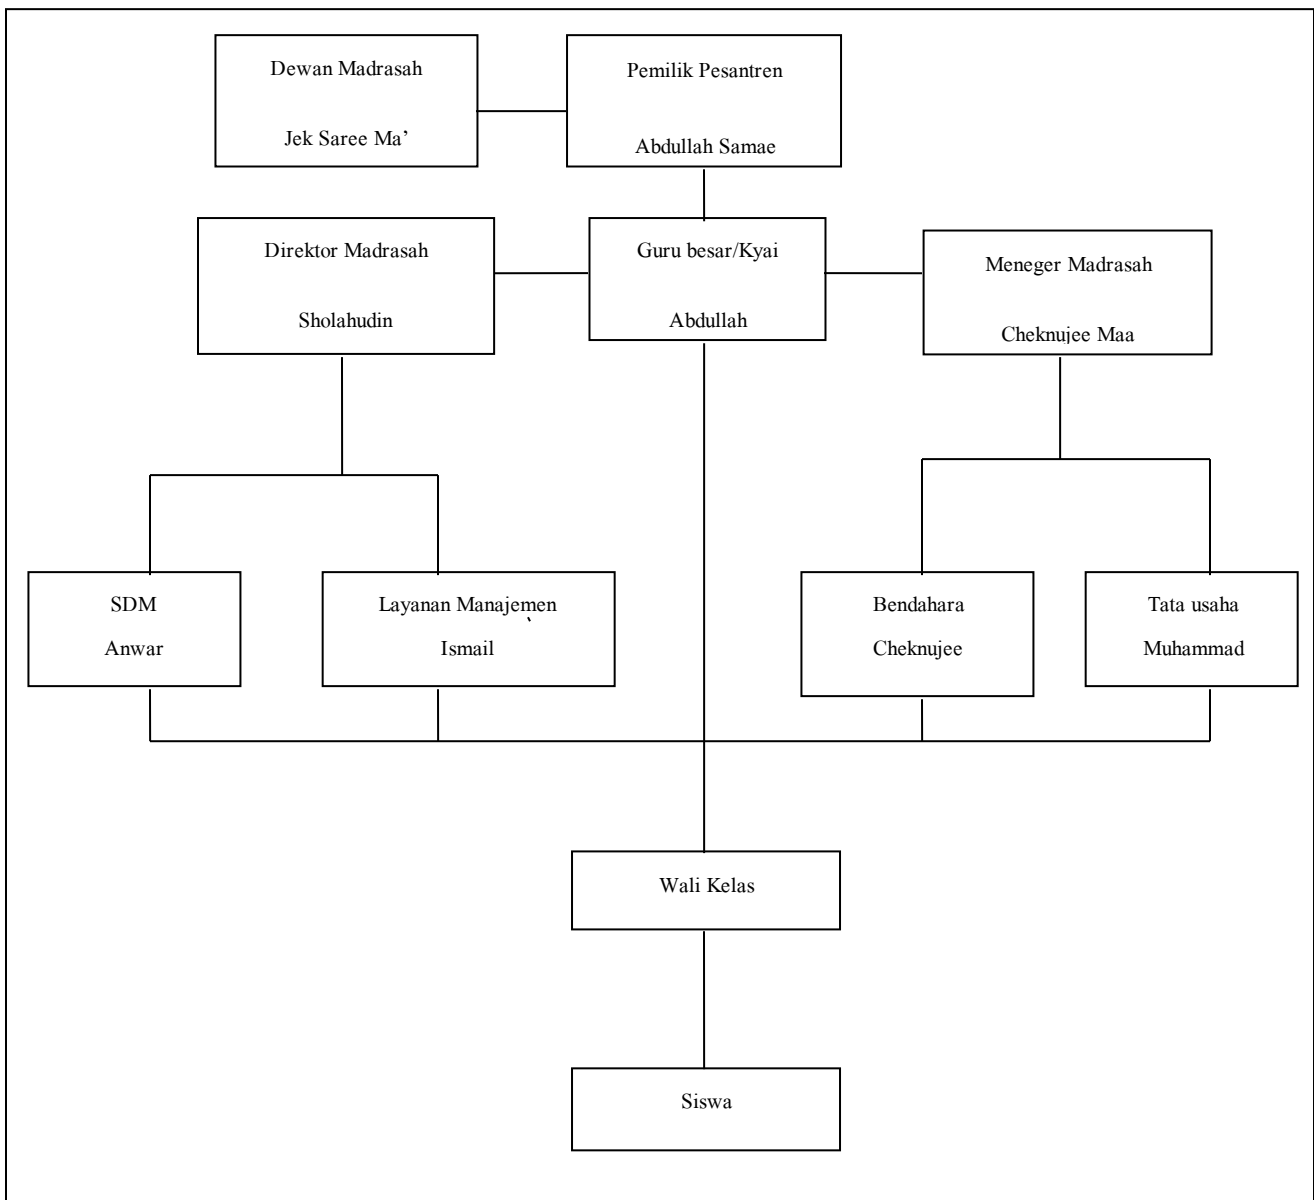 Dewan Madrasah
Jek Saree Ma’
Pemilik Pesantren
Abdullah Samae
Direktor Madrasah
Sholahudin
Guru besar/Kyai
Abdullah
Meneger Madrasah
Cheknujee Maa
SDM
Anwar
Layanan Manajemen
Ismail
Bendahara
Cheknujee
Tata usaha
Muhammad
Wali Kelas
Siswa